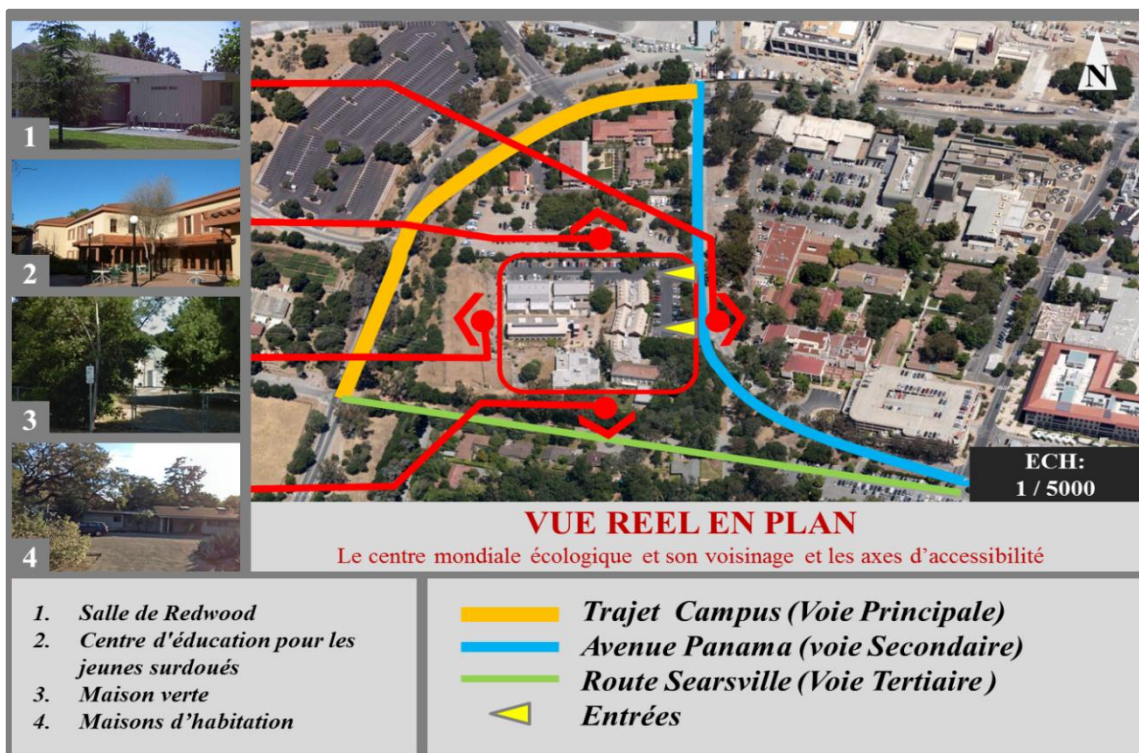 1
2
3
4
N
ECH:
1 / 5000
VUE REEL EN PLAN
Le centre mondiale écologique et son voisinage et les axes d'accessibilité
1. Salle de Redwood
2. Centre d'éducation pour les
jeunes surdoués
3. Maison verte
4. Maisons d'habitation
Trajet Campus (Voie Principale)
Avenue Panama (voie Secondaire)
Route Searsville (Voie Tertiaire )
Entrées